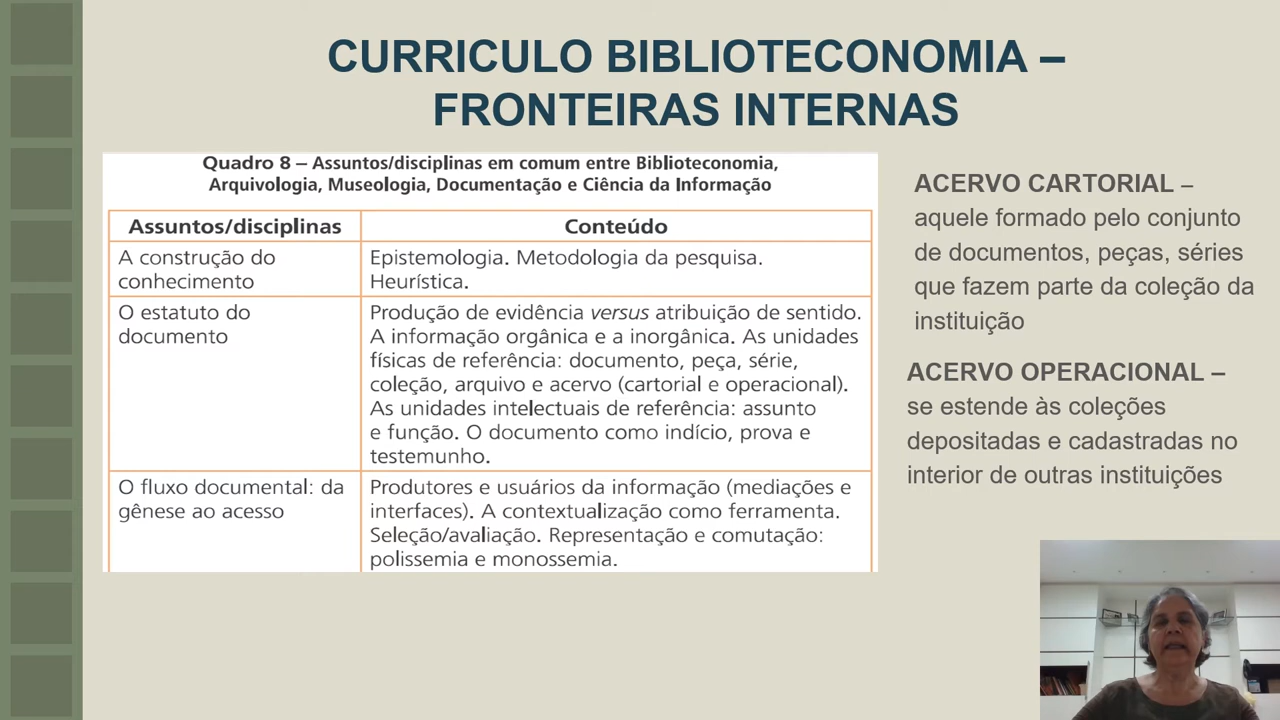 CURRICULO BIBLIOTECONOMIA –
FRONTEIRAS INTERNAS
Quadro 8 – Assuntos/disciplinas em comum entre Biblioteconomia,
Arquivologia, Museologia, Documentação e Ciência da Informação
Assuntos/disciplinas
Conteúdo
A construção do
conhecimento
Epistemologia. Metodologia da pesquisa.
Heurística.
O estatuto do
documento
Produção de evidência versus atribuição de sentido.
A informação orgânica e a inorgânica. As unidades
físicas de referência: documento, peça, série,
coleção, arquivo e acervo (cartorial e operacional).
As unidades intelectuais de referência: assunto
e função. O documento como indício, prova e
testemunho.
O fluxo documental: da
gênese ao acesso
Produtores e usuários da informação (mediações e
interfaces). A contextualização como ferramenta.
Seleção/avaliação. Representação e comutação:
polissemia e monossemia.
ACERVO CARTORIAL –
aquele formado pelo conjunto
de documentos, peças, séries
que fazem parte da coleção da
instituição
ACERVO OPERACIONAL –
se estende às coleções
depositadas e cadastradas no
interior de outras instituições